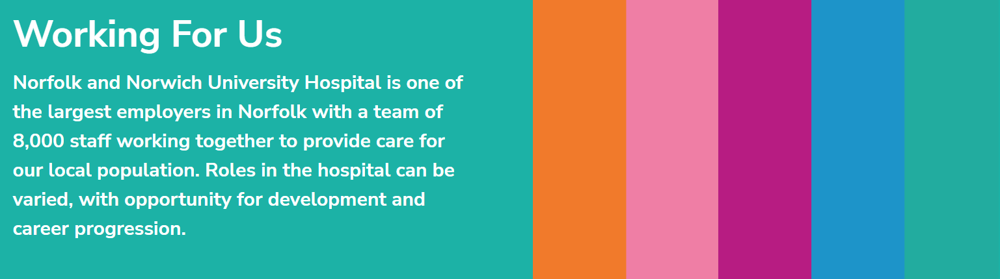 Working For Us
Norfolk and Norwich University Hospital is one of
the largest employers in Norfolk with a team of
8,000 staff working together to provide care for
our local population. Roles in the hospital can be
varied, with opportunity for development and
career progression.